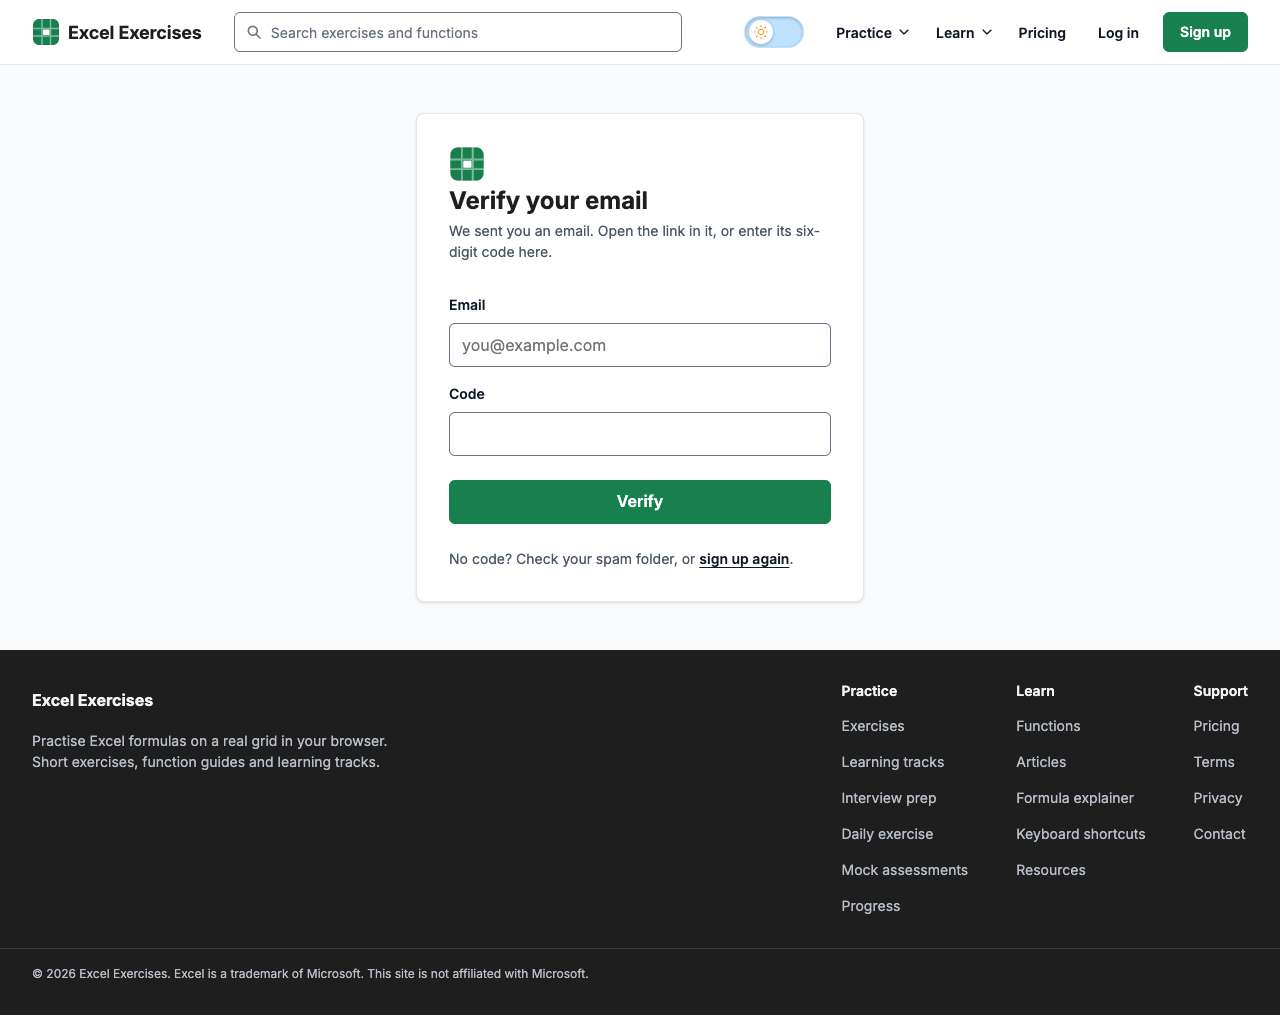 Excel Exercises
Search exercises and functions
Practice
Learn
Pricing
Log in
Sign up
Verify your email
We sent you an email. Open the link in it, or enter its six-
digit code here.
Email
you@example.com
Code
Verify
No code? Check your spam folder, or sign up again.
Excel Exercises
Practise Excel formulas on a real grid in your browser.
Short exercises, function guides and learning tracks.
Practice
Exercises
Learning tracks
Interview prep
Daily exercise
Mock assessments
Progress
Learn
Functions
Articles
Formula explainer
Keyboard shortcuts
Resources
Support
Pricing
Terms
Privacy
Contact
© 2026 Excel Exercises. Excel is a trademark of Microsoft. This site is not affiliated with Microsoft.